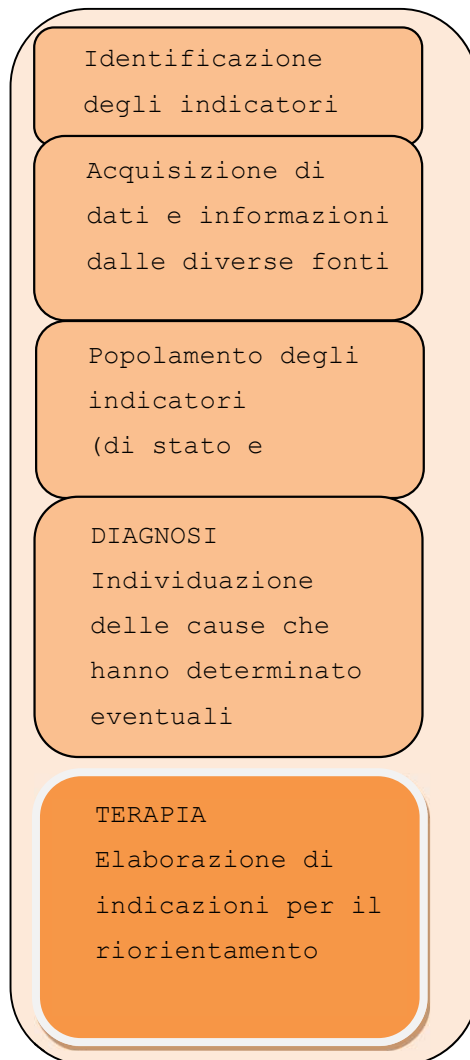 Identificazione
degli indicatori
Acquisizione di
dati e informazioni
dalle diverse fonti
Popolamento degli
indicatori
(di stato e
DIAGNOSI
Individuazione
delle cause che
hanno determinato
eventuali
TERAPIA
Elaborazione di
indicazioni per il
riorientamento